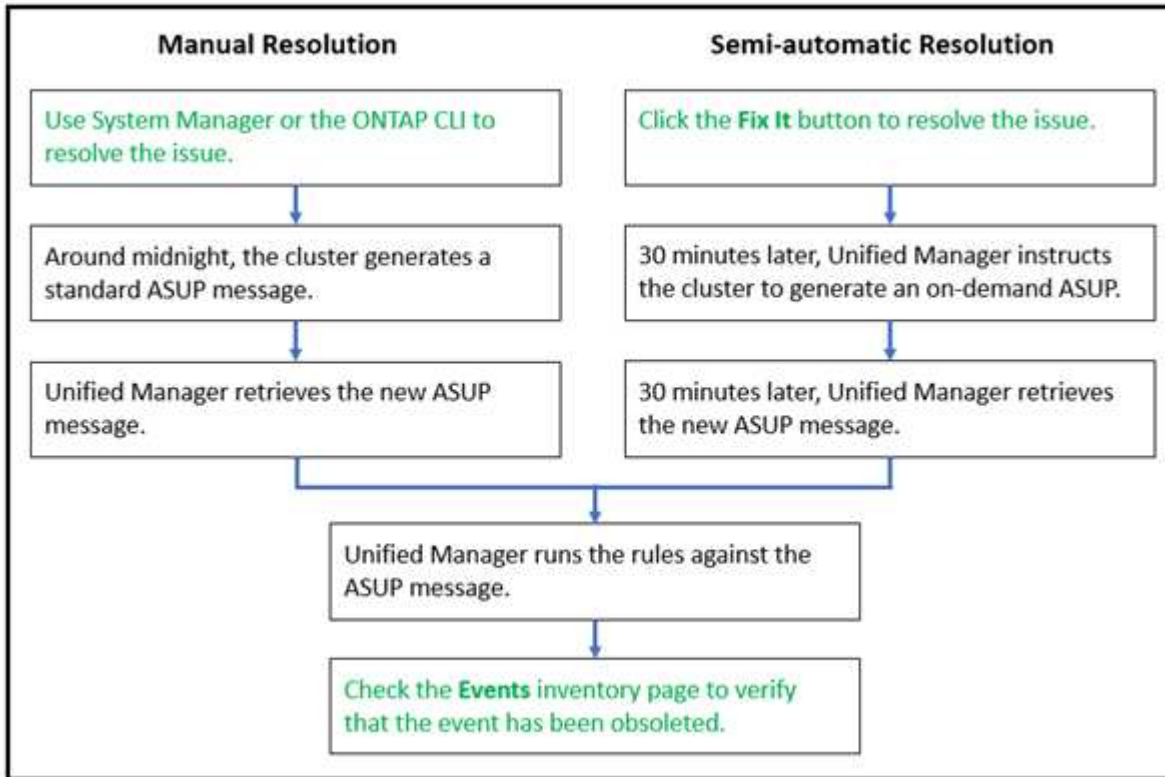 Manual Resolution
Use System Manager or the ONTAP CLI to
resolve the issue.
Around midnight, the cluster generates a
standard ASUP message.
Unified Manager retrieves the new ASUP
message.
Semi-automatic Resolution
Click the Fix It button to resolve the issue.
30 minutes later, Unified Manager instructs
the cluster to generate an on-demand ASUP.
30 minutes later, Unified Manager retrieves
the new ASUP message.
Unified Manager runs the rules against the
ASUP message.
Check the Events inventory page to verify
that the event has been obsoleted.